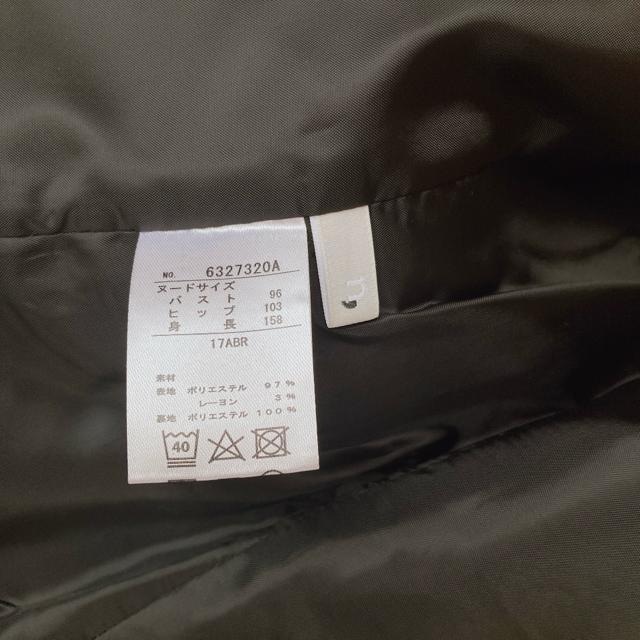 NO. 6327320A
ヌードサイズ
バスト 96
ヒップ 103
身長 158
17ABR
素材
表地 ポリエステル 97%
レーヨン 3%
裏地 ポリエステル 100%
40